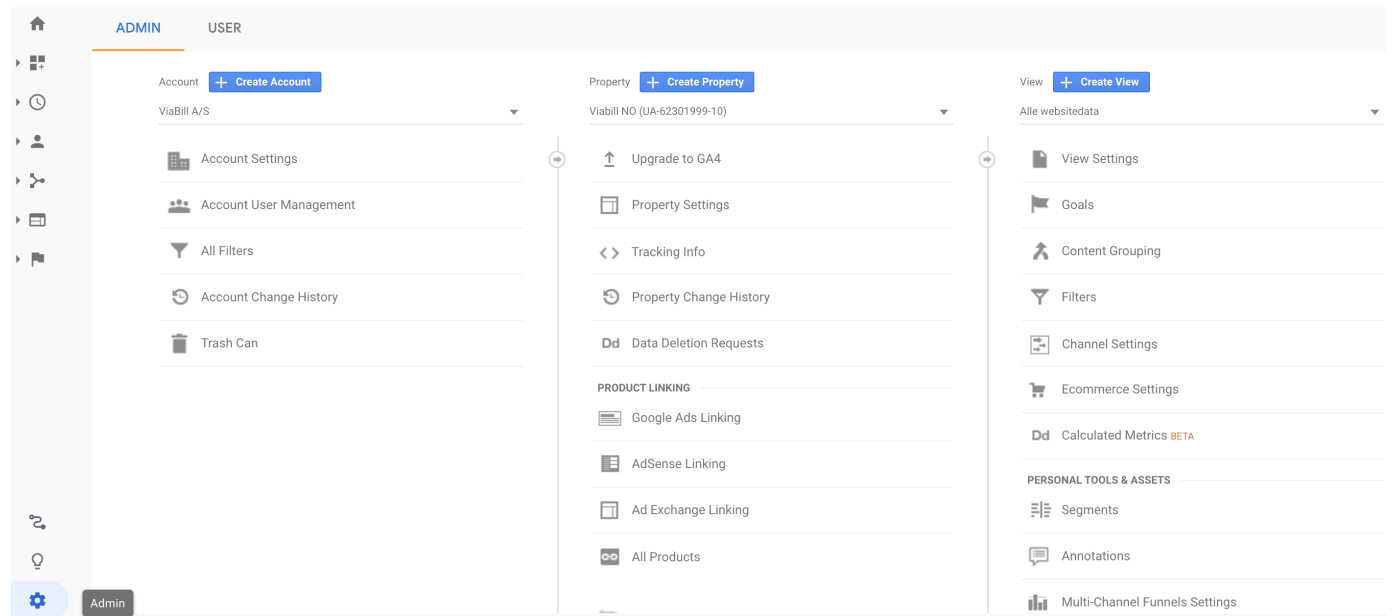 ADMIN
USER
Account
Create Account
ViaBill A/S
Account Settings
Account User Management
All Filters
Account Change History
Trash Can
Property
Create Property
Viabill NO (UA-62301999-10)
Upgrade to GA4
Property Settings
Tracking Info
Property Change History
Dd Data Deletion Requests
PRODUCT LINKING
Google Ads Linking
AdSense Linking
Ad Exchange Linking
All Products
View
Create View
Alle websitedata
View Settings
Goals
Content Grouping
Filters
Channel Settings
Ecommerce Settings
Dd Calculated Metrics BETA
PERSONAL TOOLS & ASSETS
Segments
Annotations
Multi-Channel Funnels Settings
Admin